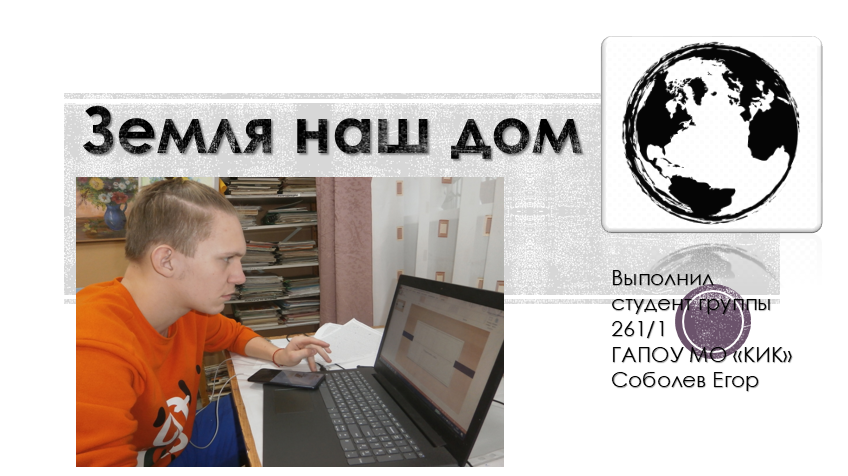 Земля наш дом
Выполнил
студент группы
261/1
ГАПОУ МО «КИК»
Соболев Егор